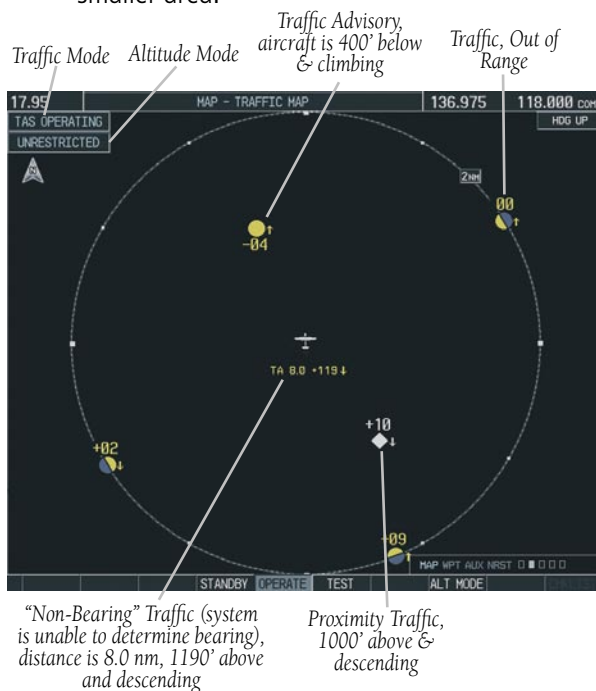 smaller area.
Traffic Advisory,
aircraft is 400' below
& climbing
Traffic, Out of
Range
Traffic Mode
Altitude Mode
17.95
MAP - TRAFFIC MAP
136.975
118.000 COM
TAS OPERATING
HDG UP
UNRESTRICTED
N
2NM
00
-04
TA 8.0 +119↓
+10
+02
+09
MAP WPT AUX NRST
STANDBY
OPERATE
TEST
ALT MODE
"Non-Bearing" Traffic (system
is unable to determine bearing),
distance is 8.0 nm, 1190' above
and descending
Proximity Traffic,
1000' above &
descending